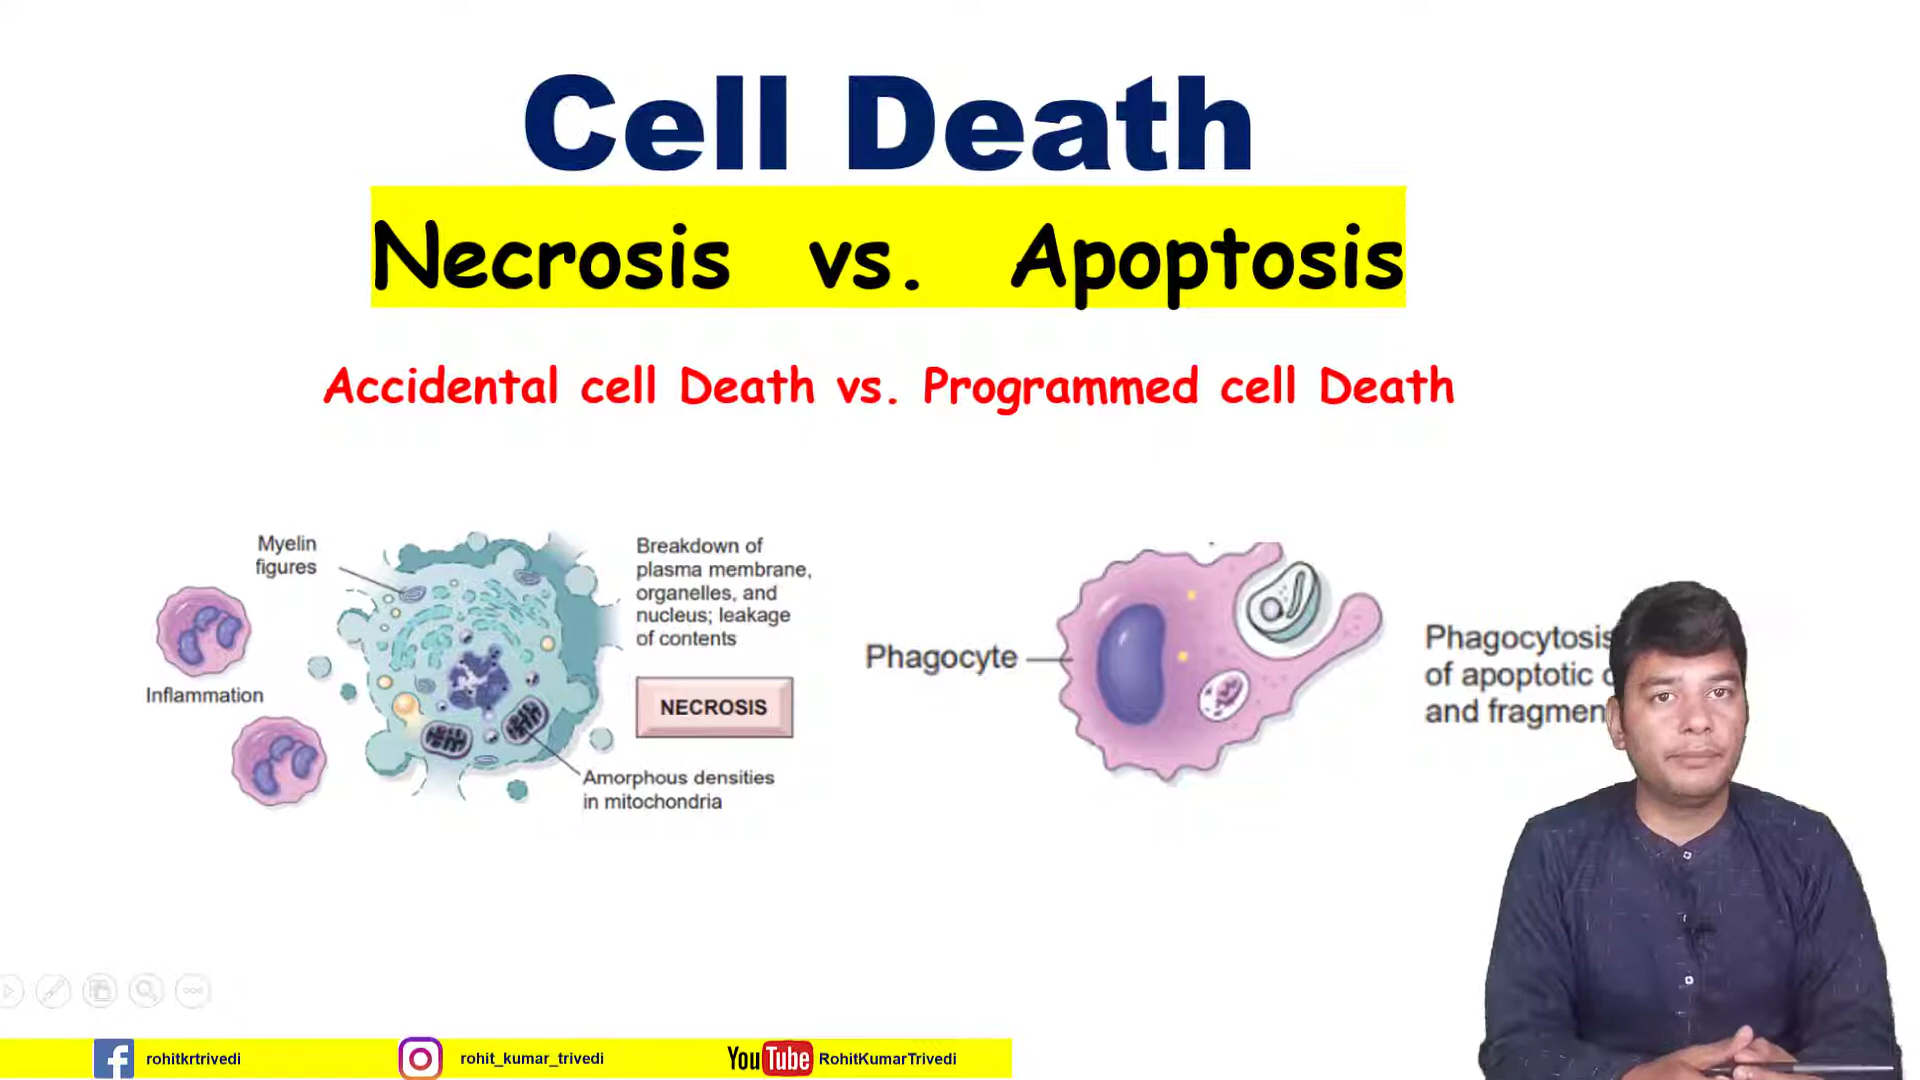 Cell Death
Necrosis vs. Apoptosis
Accidental cell Death vs. Programmed cell Death
Myelin
figures
Inflammation
Breakdown of
plasma membrane,
organelles, and
nucleus; leakage
of contents
NECROSIS
Amorphous densities
in mitochondria
Phagocyte
Phagocytosis
of apoptotic
and
rohitkrtrivedi
rohit_kumar_trivedi
YouTube RohitKumarTrivedi